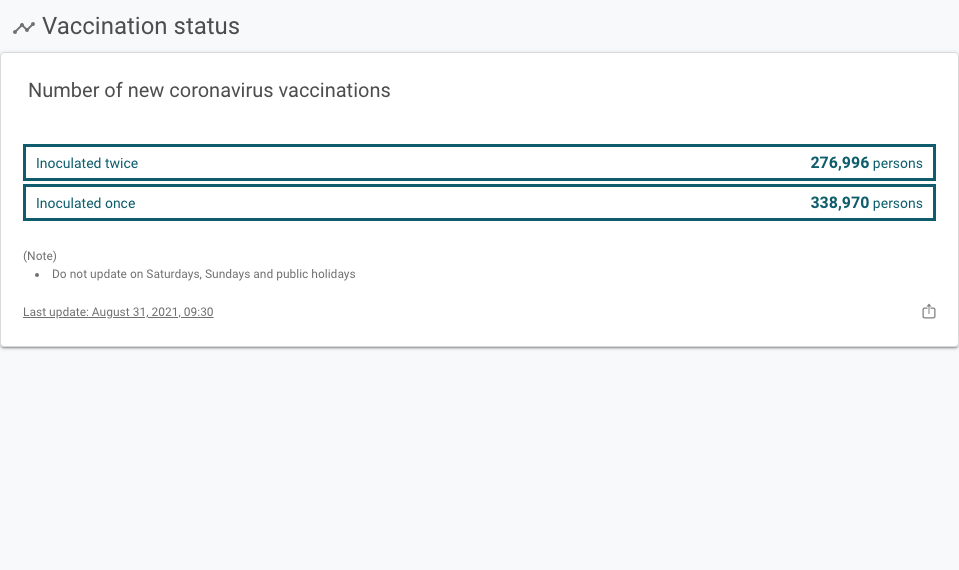 Vaccination status
Number of new coronavirus vaccinations
Inoculated twice 276,996 persons
Inoculated once 338,970 persons
(Note)
• Do not update on Saturdays, Sundays and public holidays
Last update: August 31, 2021, 09:30